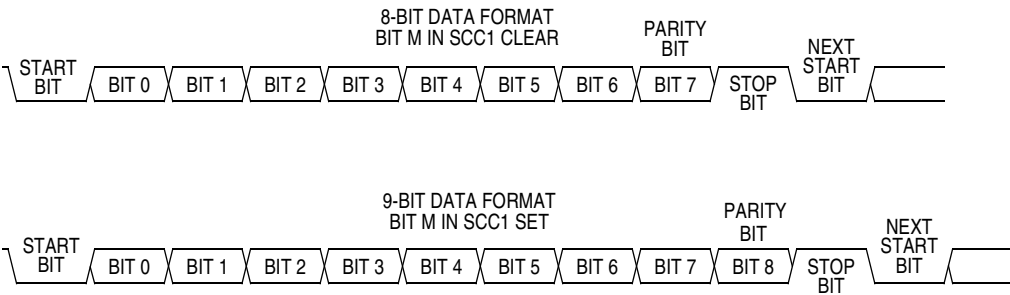 8-BIT DATA FORMAT
BIT M IN SCC1 CLEAR
PARITY
BIT
START
BIT
BIT 0
BIT 1
BIT 2
BIT 3
BIT 4
BIT 5
BIT 6
BIT 7
STOP
BIT
NEXT
START
BIT
9-BIT DATA FORMAT
BIT M IN SCC1 SET
PARITY
BIT
START
BIT
BIT 0
BIT 1
BIT 2
BIT 3
BIT 4
BIT 5
BIT 6
BIT 7
BIT 8
STOP
BIT
NEXT
START
BIT